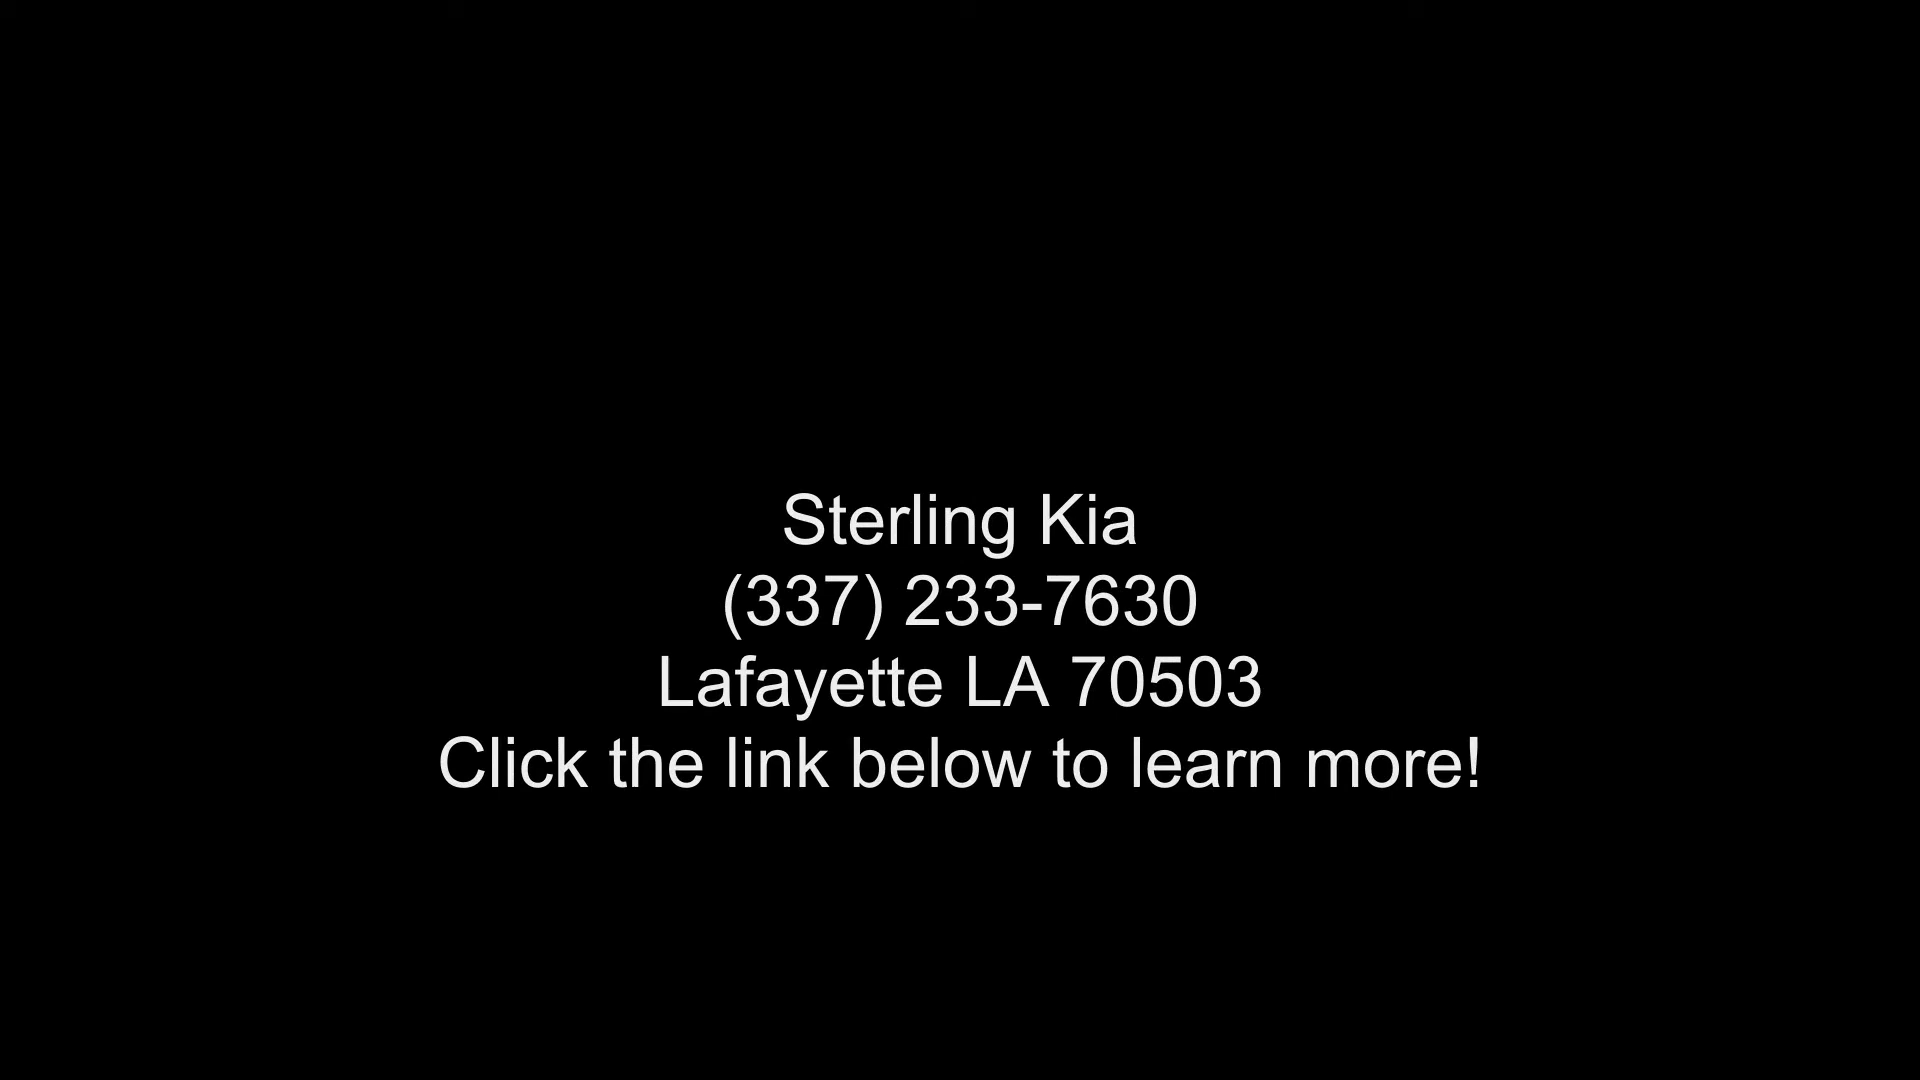 Sterling Kia
(337) 233-7630
Lafayette LA 70503
Click the link below to learn more!